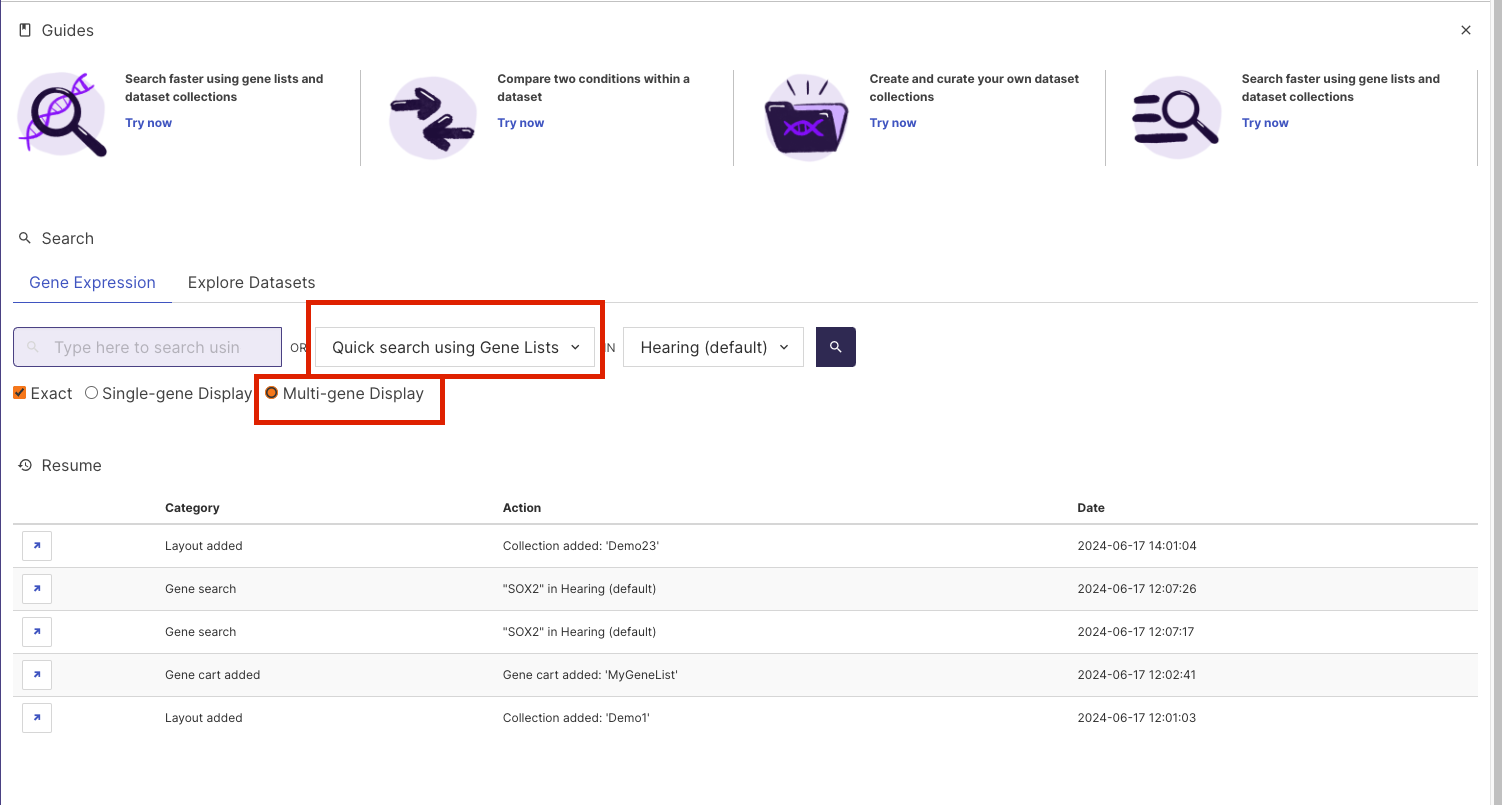 Guides
Search faster using gene lists and
dataset collections
Try now
Compare two conditions within a
dataset
Try now
Create and curate your own dataset
collections
Try now
Search faster using gene lists and
dataset collections
Try now
Search
Gene Expression Explore Datasets
Type here to search usin OR Quick search using Gene Lists IN Hearing (default)
Exact Single-gene Display Multi-gene Display
Resume
Category Action Date
Layout added Collection added: 'Demo23' 2024-06-17 14:01:04
Gene search "SOX2" in Hearing (default) 2024-06-17 12:07:26
Gene search "SOX2" in Hearing (default) 2024-06-17 12:07:17
Gene cart added Gene cart added: 'MyGeneList' 2024-06-17 12:02:41
Layout added Collection added: 'Demo1' 2024-06-17 12:01:03